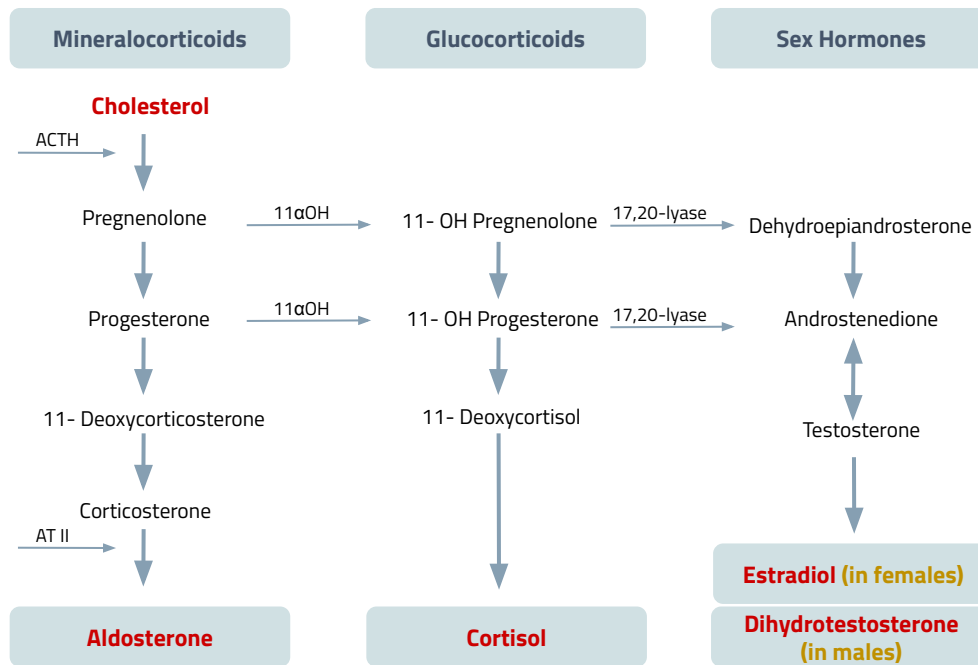 Mineralocorticoids
Glucocorticoids
Sex Hormones
Cholesterol
ACTH
Pregnenolone
11αOH
11- OH Pregnenolone
17,20-lyase
Dehydroepiandrosterone
Progesterone
11αOH
11- OH Progesterone
17,20-lyase
Androstenedione
11- Deoxycorticosterone
11- Deoxycortisol
Testosterone
Corticosterone
AT II
Estradiol (in females)
Aldosterone
Cortisol
Dihydrotestosterone
(in males)